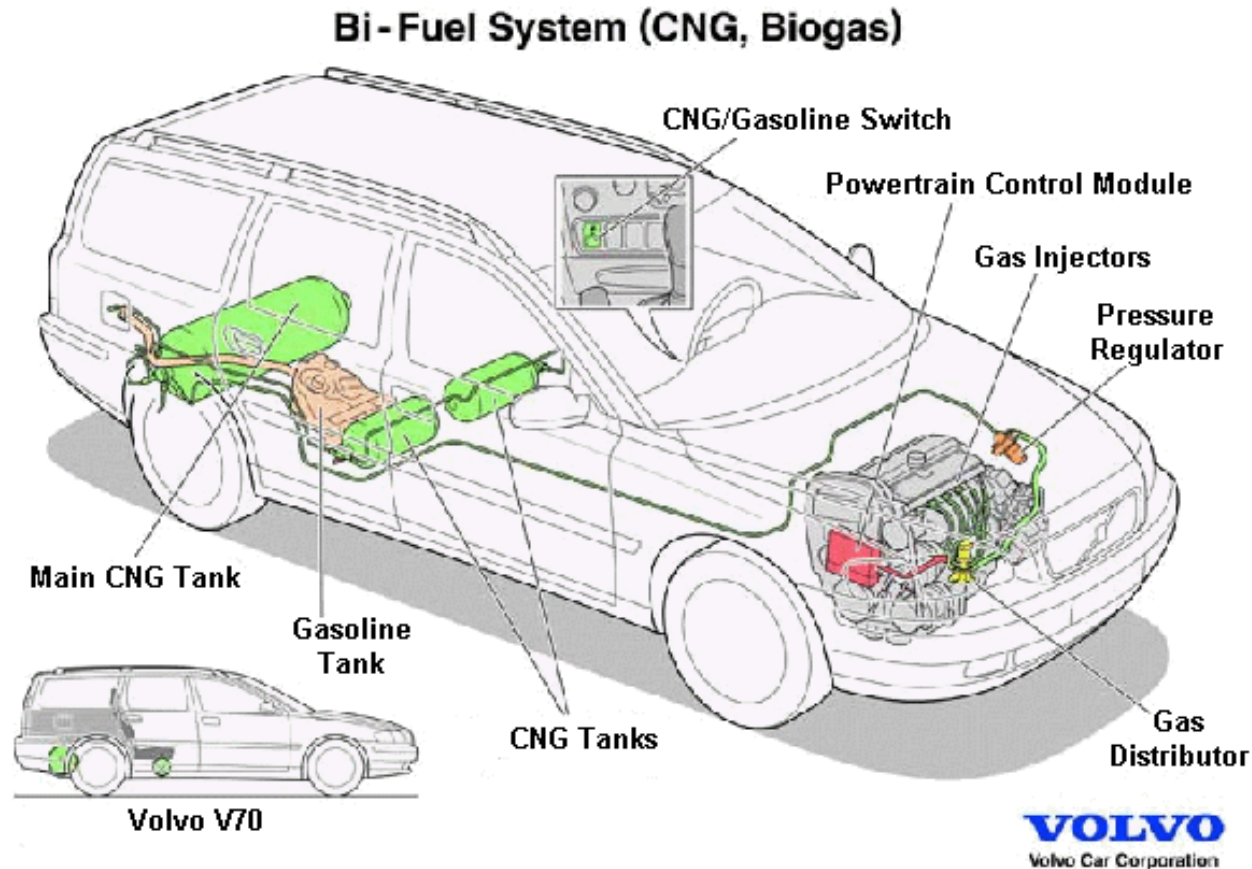 Bi-Fuel System (CNG, Biogas)
CNG/Gasoline Switch
Powertrain Control Module
Gas Injectors
Pressure
Regulator
Main CNG Tank
Gasoline
Tank
CNG Tanks
Gas
Distributor
Volvo V70
VOLVO
Volvo Car Corporation